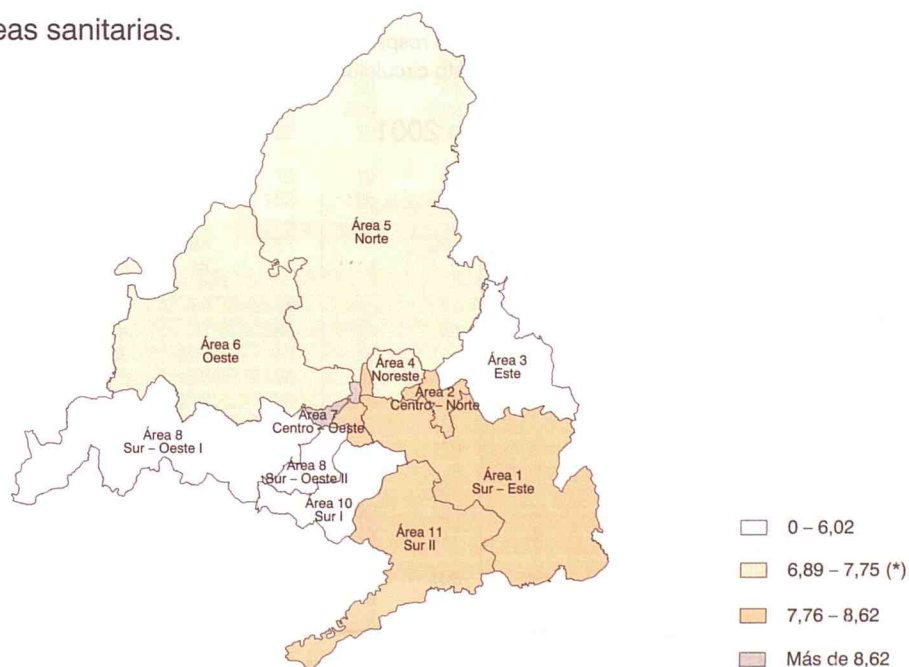 eas sanitarias.
Área 5
Norte
Área 6
Oeste
Área 4
Noreste
Área 3
Este
Área 2
Centro – Norte
Área 7
Centro – Oeste
Área 8
Sur – Oeste I
Área 8
Sur – Oeste II
Área 1
Sur – Este
Área 10
Sur I
Área 11
Sur II
0 – 6,02
6,89 – 7,75 (*)
7,76 – 8,62
Más de 8,62